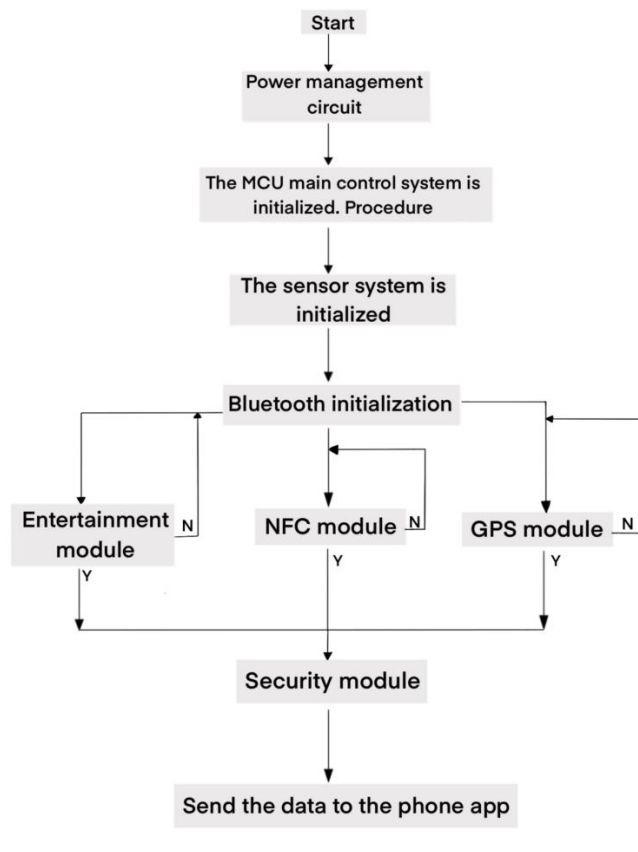 Start
Power management
circuit
The MCU main control system is
initialized. Procedure
The sensor system is
initialized
Bluetooth initialization
Entertainment
module
N
NFC module
N
GPS module
N
Y
Y
Y
Security module
Send the data to the phone app